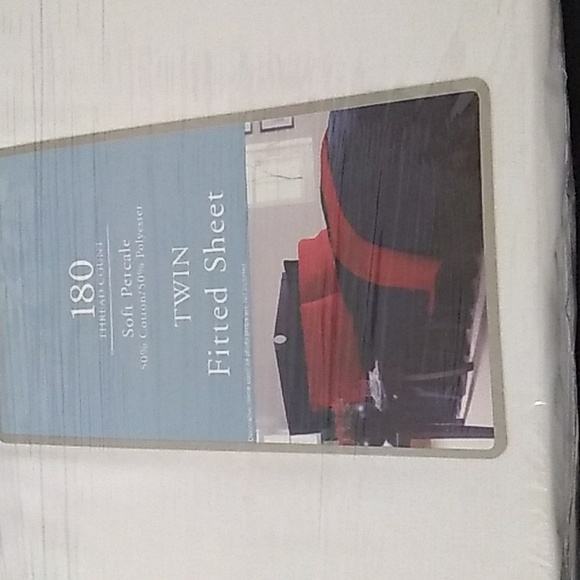 180
THREAD COUNT
Soft Percale
50% Cotton/50% Polyester
TWIN
Fitted Sheet